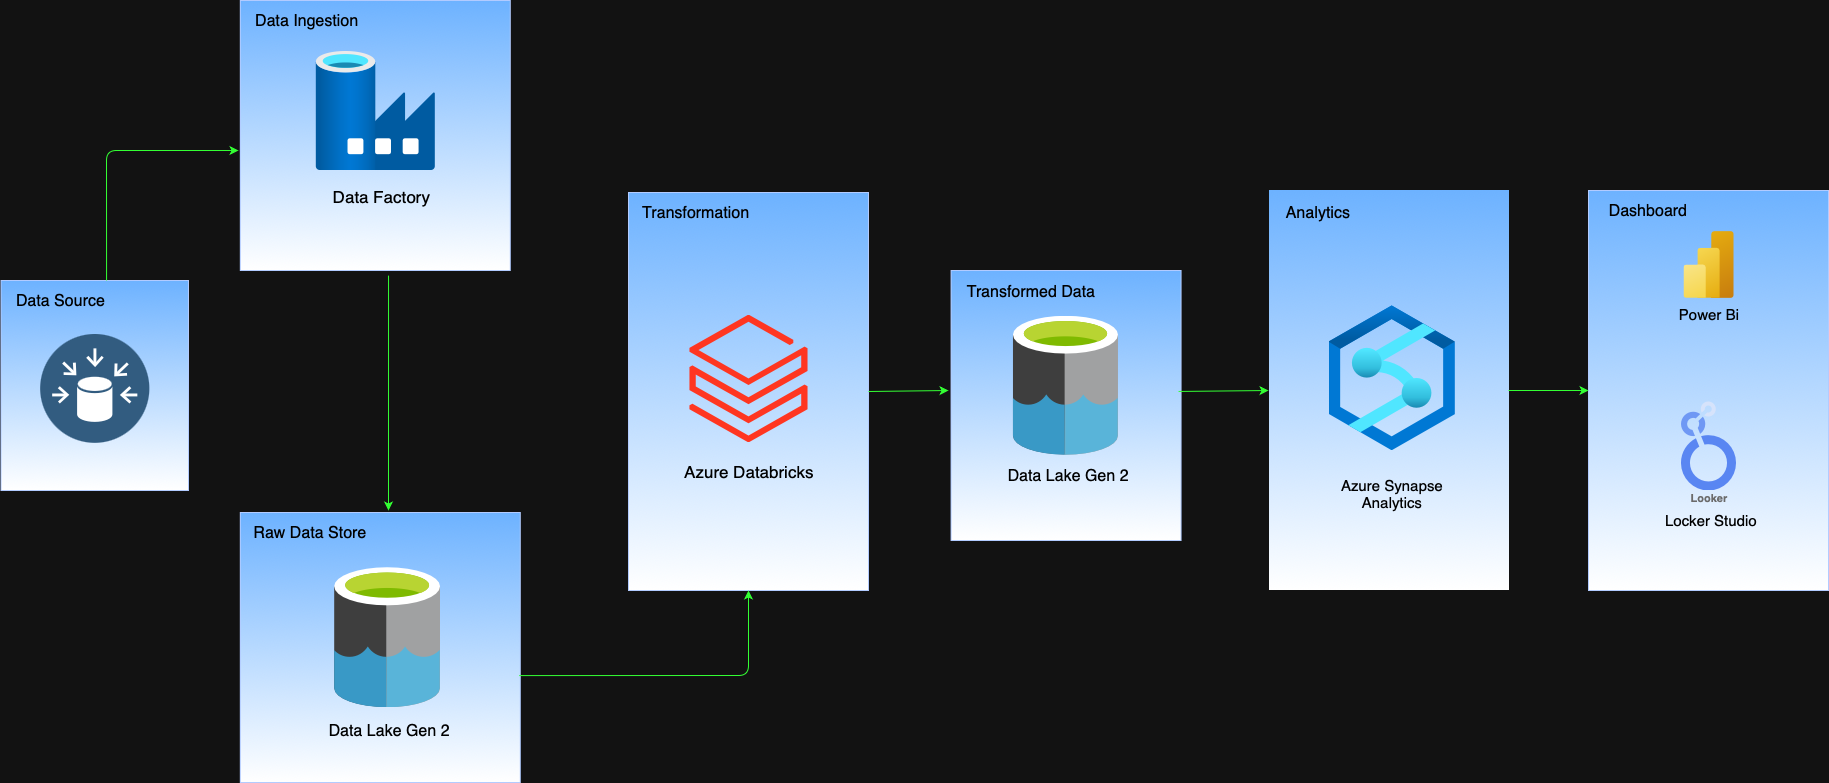 Data Ingestion
Data Factory
Data Source
Raw Data Store
Data Lake Gen 2
Transformation
Azure Databricks
Transformed Data
Data Lake Gen 2
Analytics
Azure Synapse
Analytics
Dashboard
Power Bi
Looker
Locker Studio